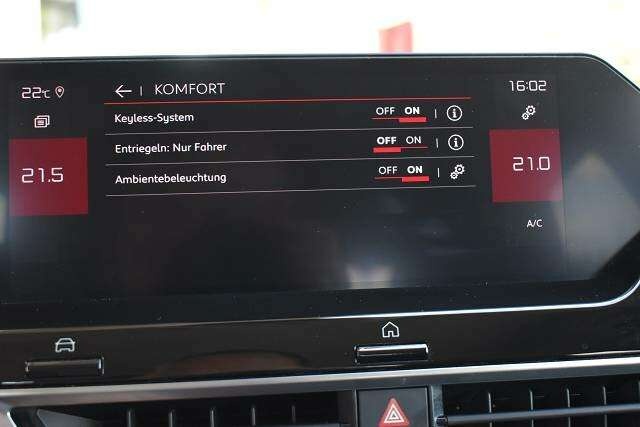 22°C
KOMFORT
16:02
Keyless-System OFF ON
Entriegeln: Nur Fahrer OFF ON
Ambientebeleuchtung OFF ON
21.5
21.0
A/C